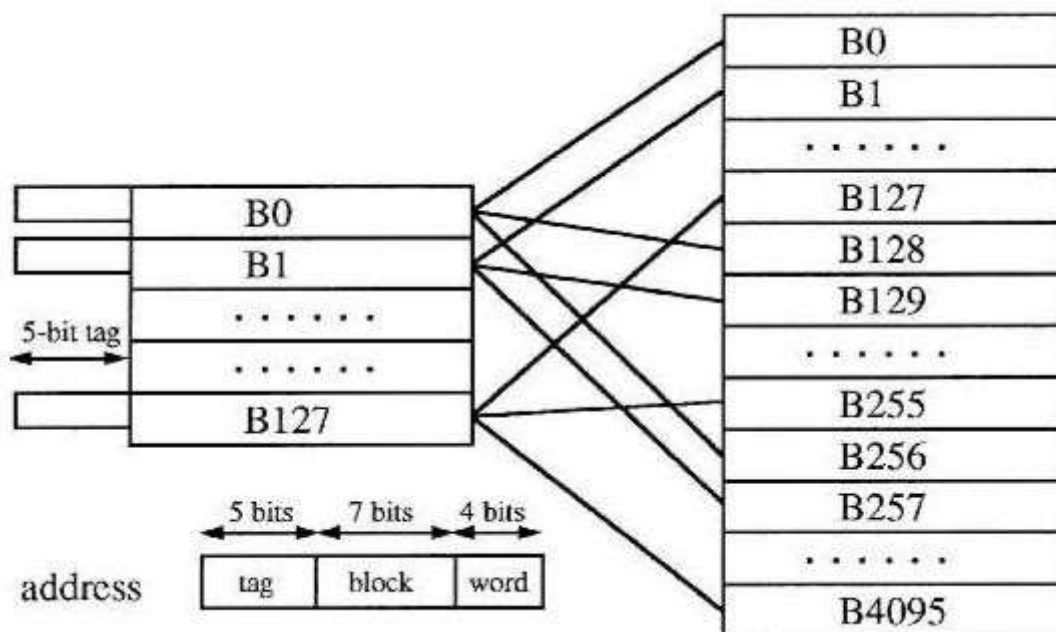 B0
B1
. . . . . .
. . . . . .
B127
5-bit tag
B0
B1
. . . . . .
B127
B128
B129
. . . . . .
B255
B256
B257
. . . . . .
B4095
5 bits
7 bits
4 bits
address
tag
block
word